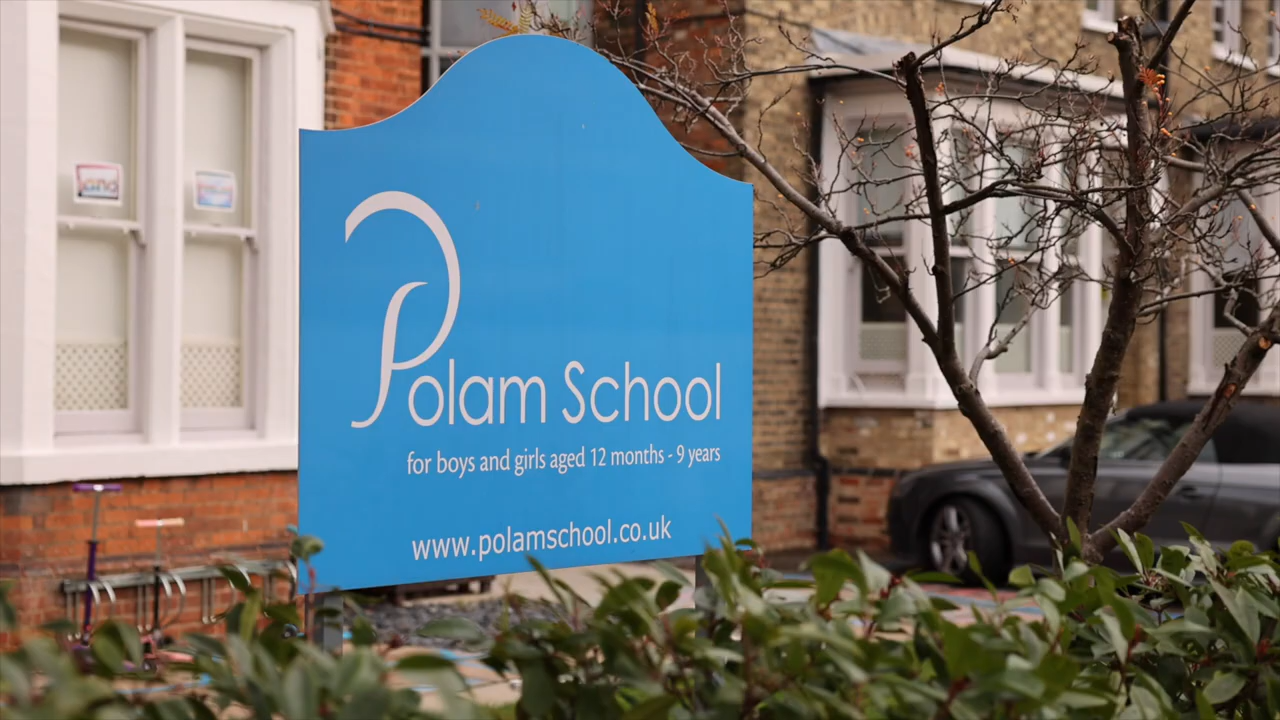 Polam School
for boys and girls aged 12 months - 9 years
www.polamschool.co.uk